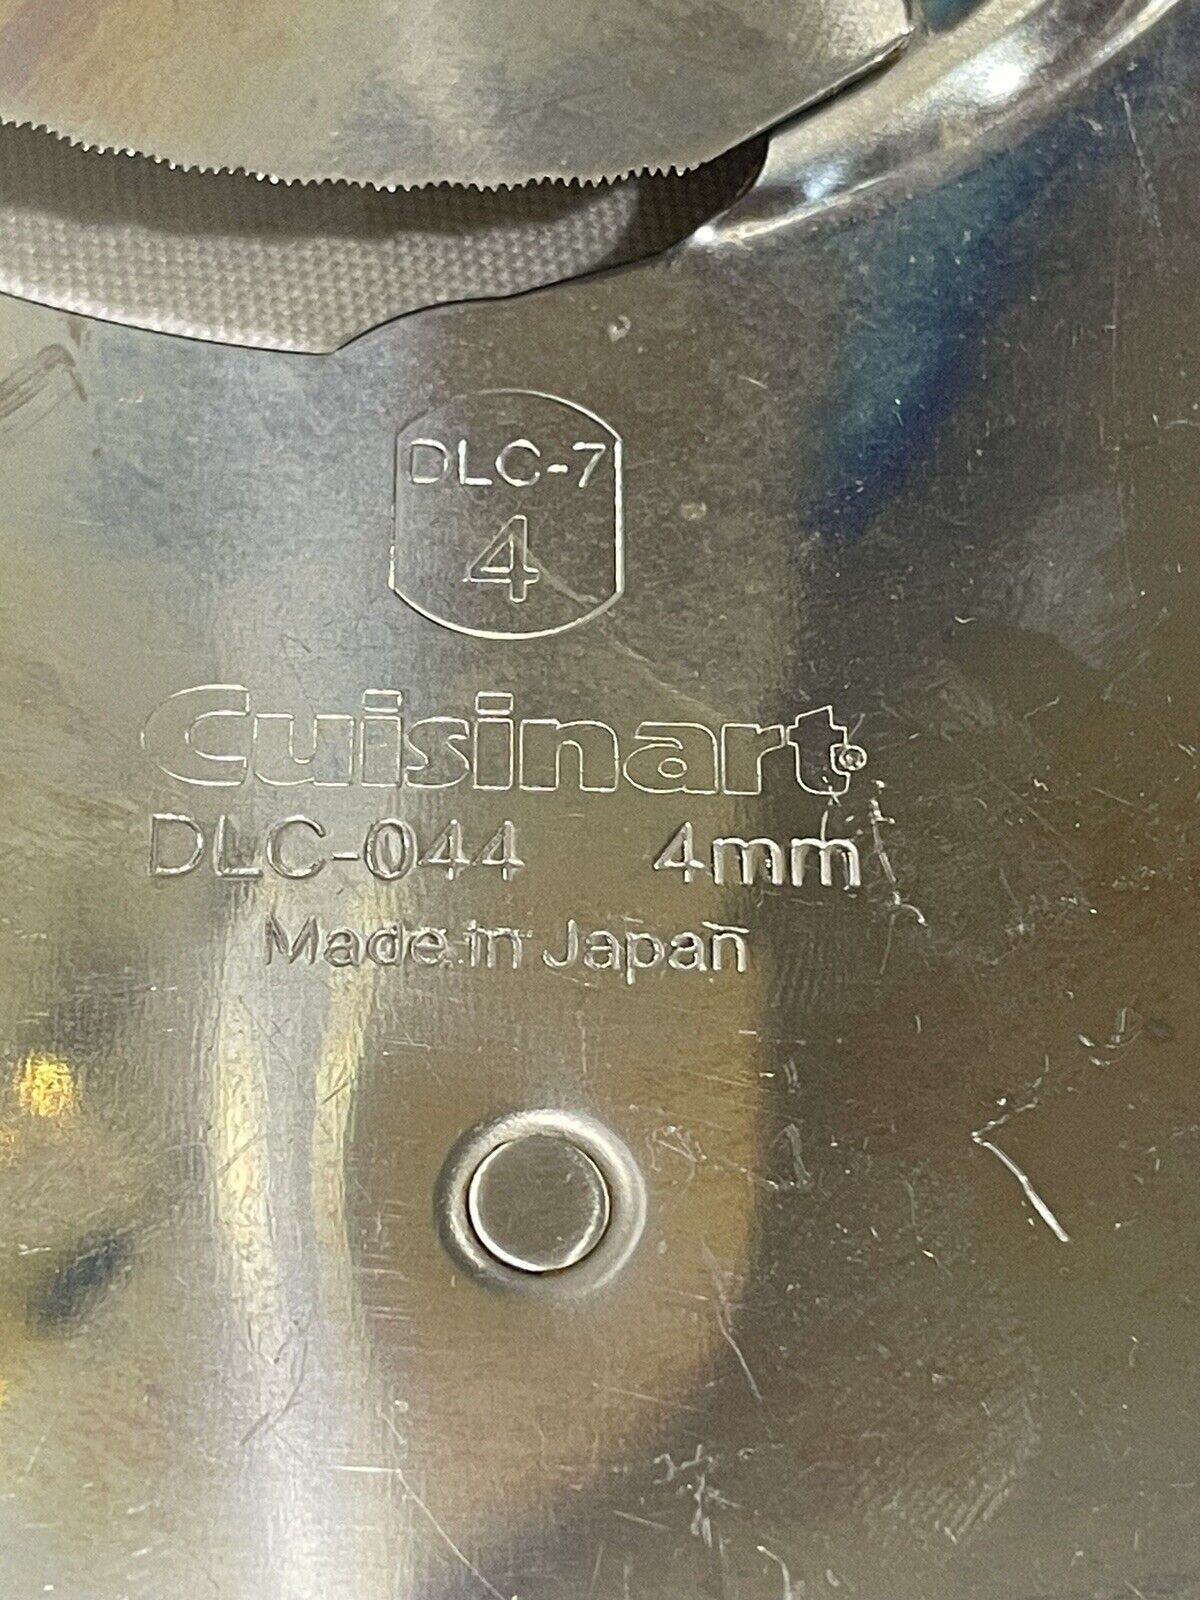 DLC-7
4
Cuisinart
DLC-044 4mm
Made in Japan